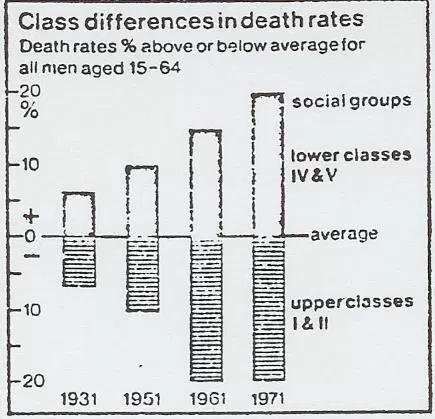 Class differences in death rates
Death rates % above or below average for
all men aged 15-64
20
%
social groups
lower classes
IV & V
10
+
0
average
−
10
upper classes
I & II
20
1931 1951 1961 1971